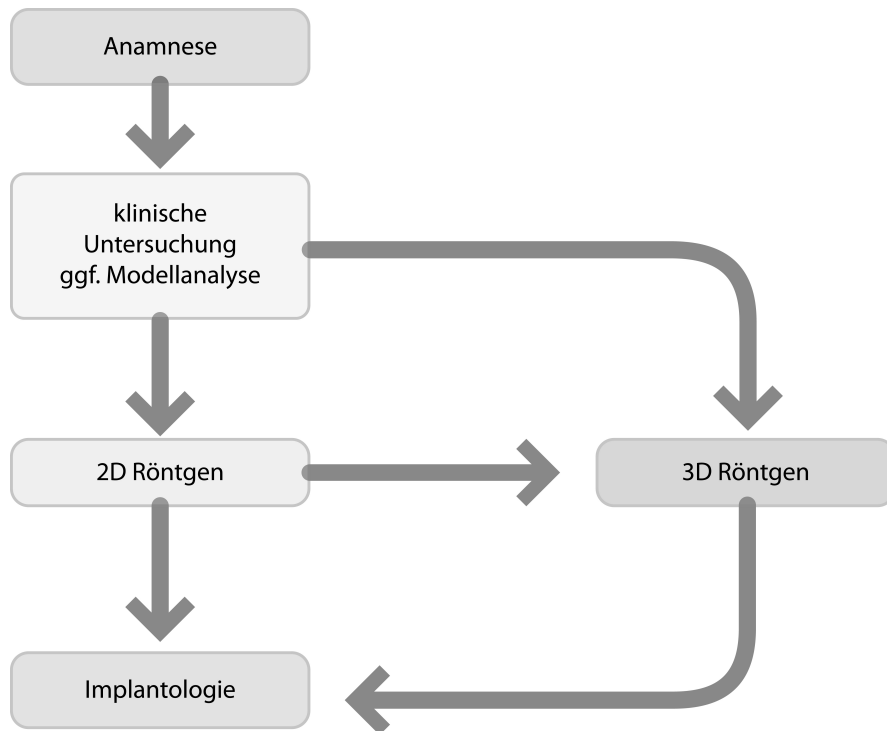 Anamnese
klinische
Untersuchung
ggf. Modellanalyse
2D Röntgen
3D Röntgen
Implantologie